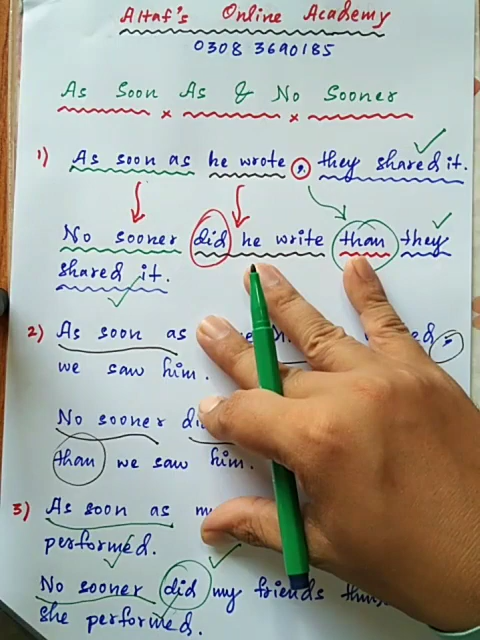 Altaf's Online Academy
0308 3690185
As Soon As & No Sooner
1) As soon as he wrote, they shared it.
No sooner did he write than they
shared it.
2) As soon as
we saw him.
No sooner
than we saw him.
3) As soon as
performed.
No sooner did my friends
she performed.